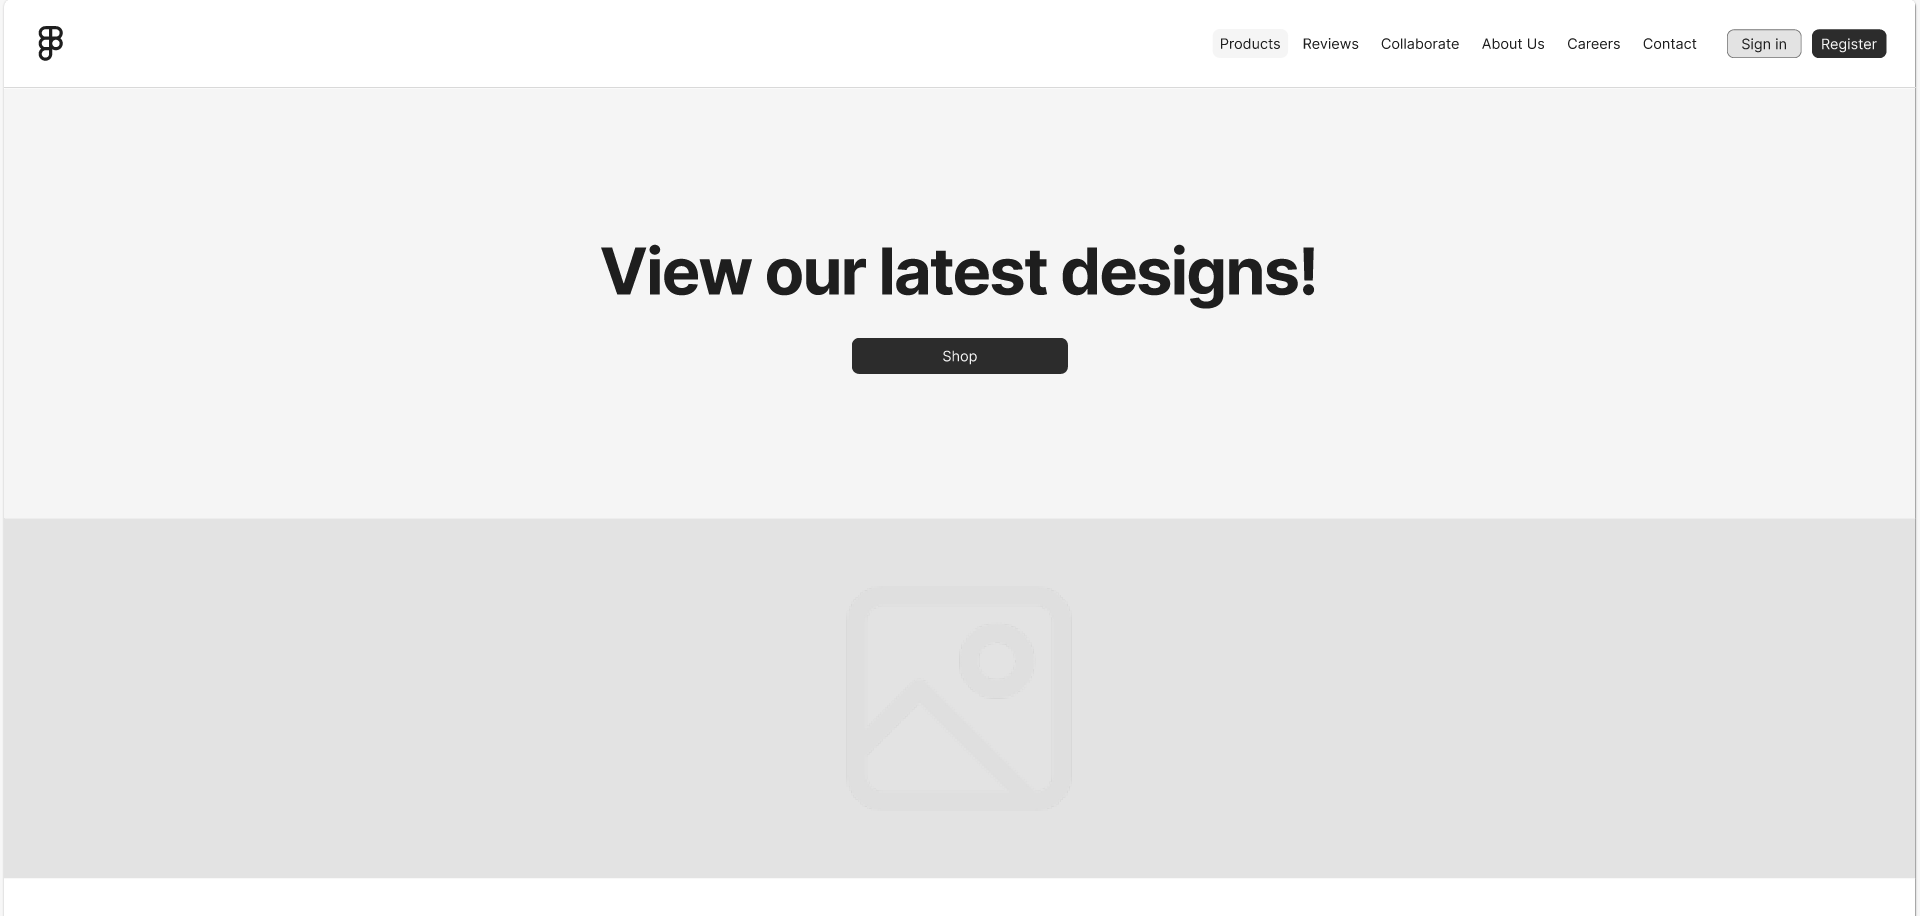 Products Reviews Collaborate About Us Careers Contact Sign in Register
View our latest designs!
Shop